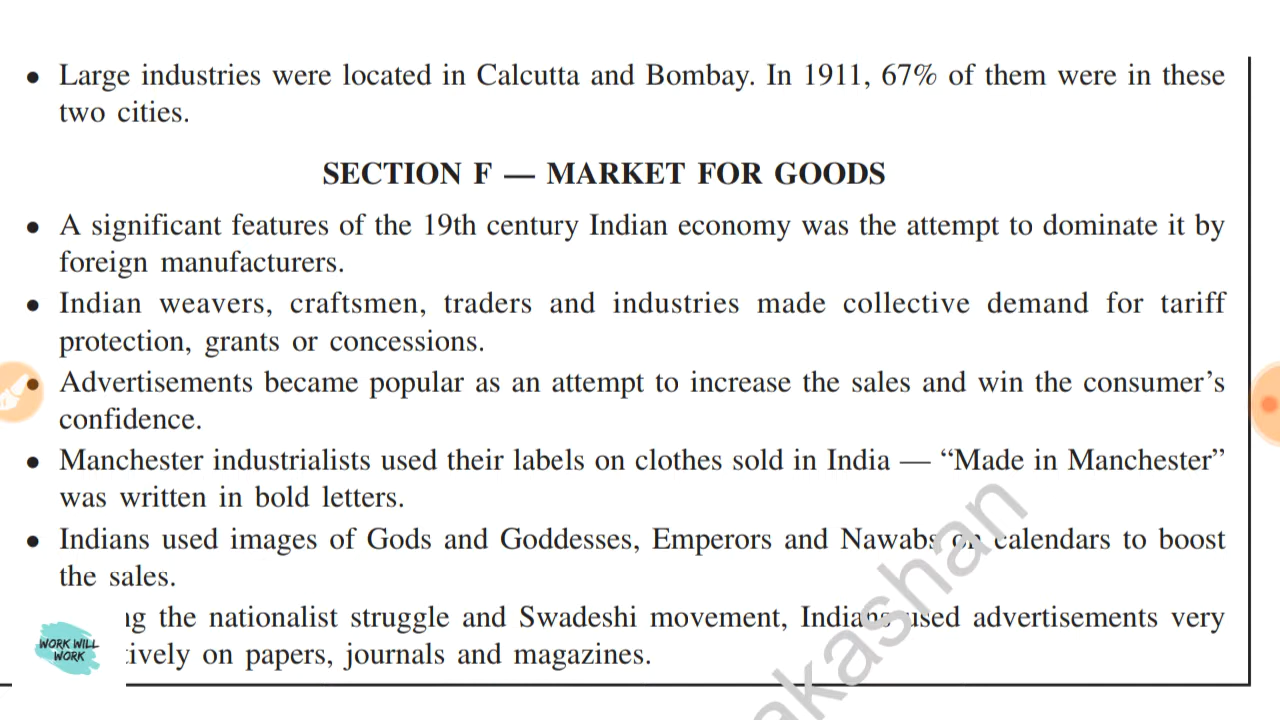 • Large industries were located in Calcutta and Bombay. In 1911, 67% of them were in these
two cities.
SECTION F — MARKET FOR GOODS
• A significant features of the 19th century Indian economy was the attempt to dominate it by
foreign manufacturers.
• Indian weavers, craftsmen, traders and industries made collective demand for tariff
protection, grants or concessions.
• Advertisements became popular as an attempt to increase the sales and win the consumer’s
confidence.
• Manchester industrialists used their labels on clothes sold in India — “Made in Manchester”
was written in bold letters.
• Indians used images of Gods and Goddesses, Emperors and Nawabs on calendars to boost
the sales.
the nationalist struggle and Swadeshi movement, Indians used advertisements very
on papers, journals and magazines.
WORK WILL
WORK
akashan